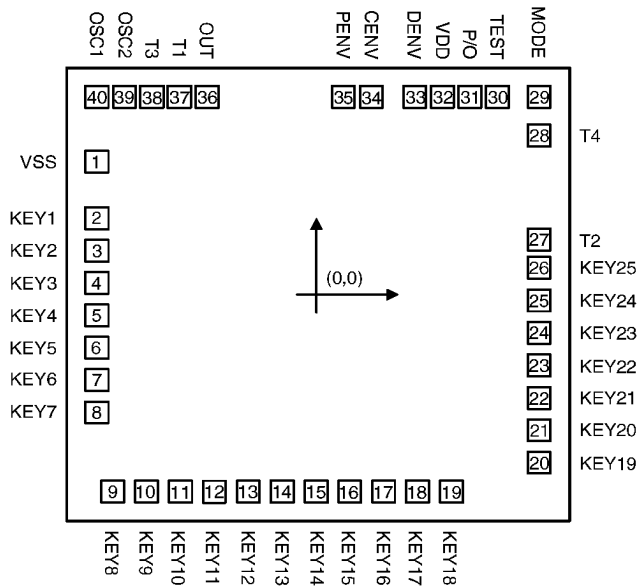 OSC1 OSC2 T3 T1 OUT PENV CENV DENV VDD P/O TEST MODE
40 39 38 37 36 35 34 33 32 31 30 29
28 T4
VSS 1
KEY1 2
27 T2
KEY2 3
26 KEY25
KEY3 4 (0,0)
25 KEY24
KEY4 5
24 KEY23
KEY5 6
23 KEY22
KEY6 7
22 KEY21
KEY7 8
21 KEY20
20 KEY19
9 10 11 12 13 14 15 16 17 18 19
KEY8 KEY9 KEY10 KEY11 KEY12 KEY13 KEY14 KEY15 KEY16 KEY17 KEY18